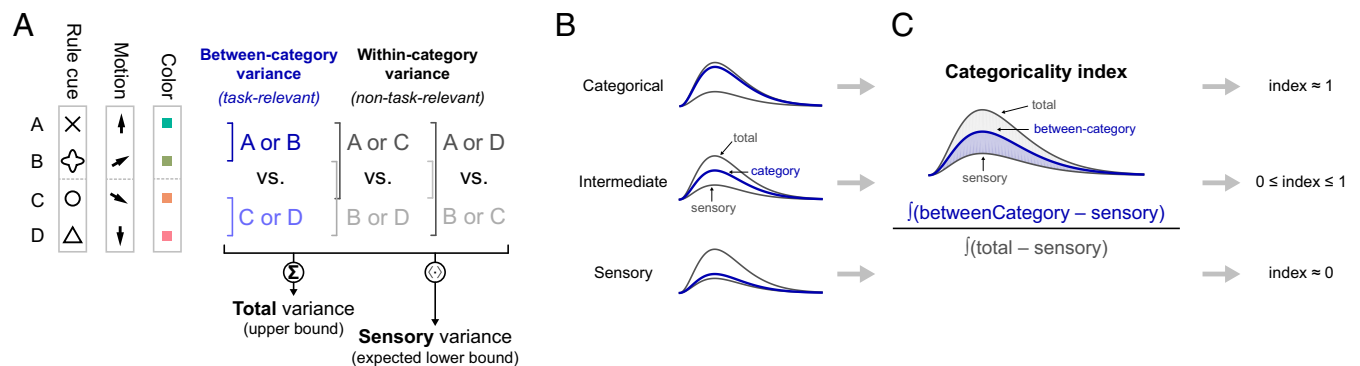 A
Rule cue
Motion
Color
A
B
C
D
Between-category
variance
(task-relevant)
Within-category
variance
(non-task-relevant)
A or B
vs.
C or D
A or C
vs.
B or D
A or D
vs.
B or C
Σ
⟨·⟩
Total variance
(upper bound)
Sensory variance
(expected lower bound)
B
Categorical
Intermediate
total
category
sensory
Sensory
C
Categoricality index
total
between-category
sensory
∫(betweenCategory – sensory)
∫(total – sensory)
index ≈ 1
0 ≤ index ≤ 1
index ≈ 0